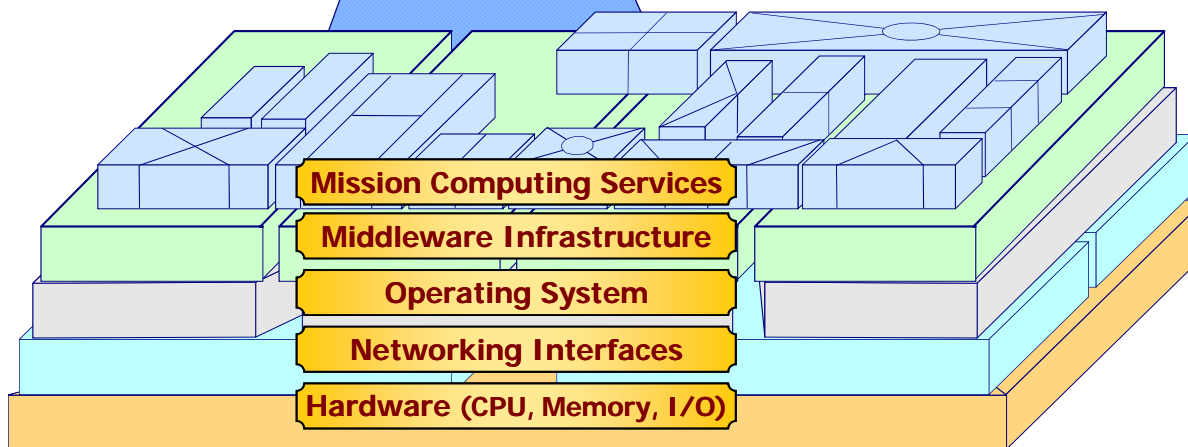 Mission Computing Services
Middleware Infrastructure
Operating System
Networking Interfaces
Hardware (CPU, Memory, I/O)